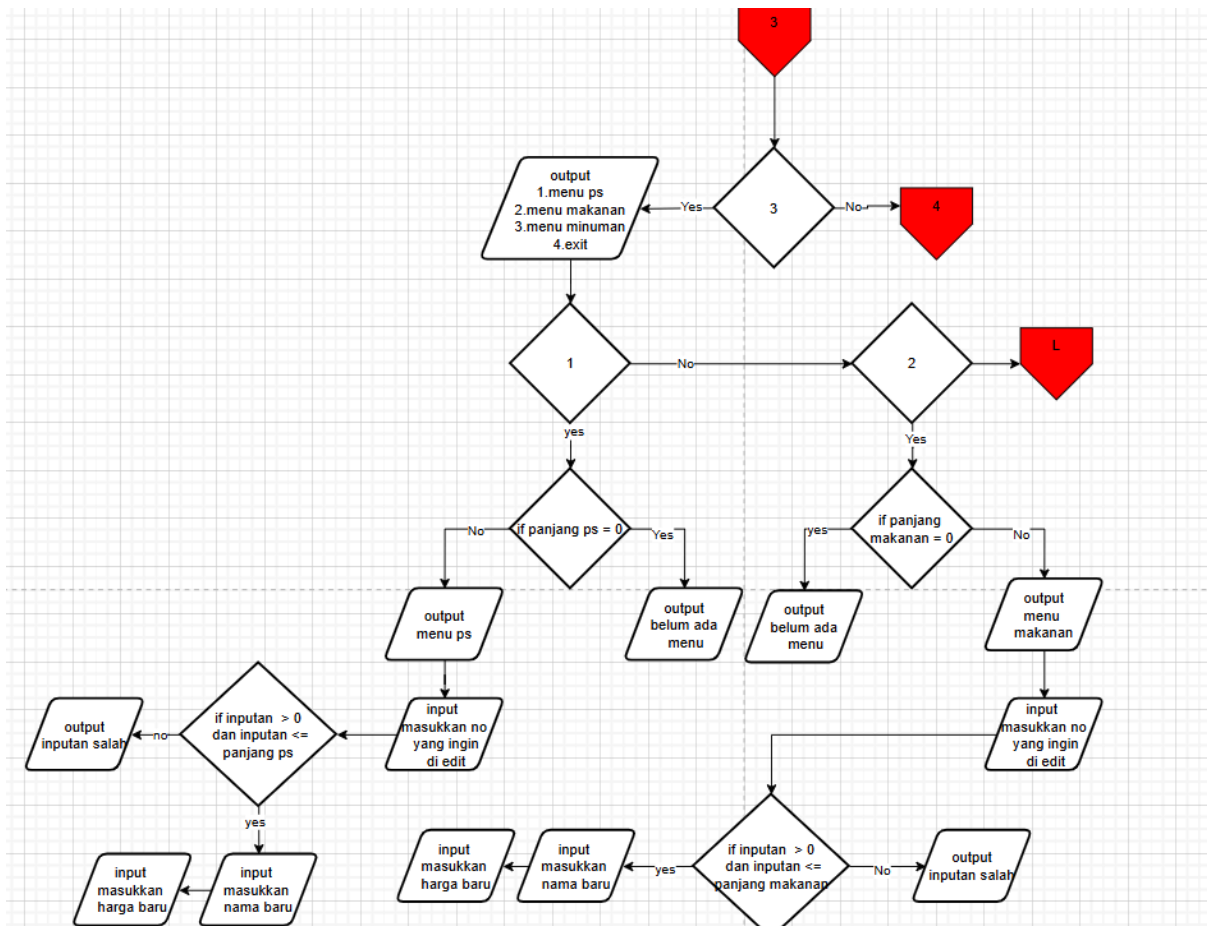 3
output
1.menu ps
2.menu makanan
3.menu minuman
4.exit
Yes
3
No
4
1
No
2
L
yes
Yes
No
if panjang ps = 0
Yes
yes
if panjang
makanan = 0
No
output
menu ps
output
belum ada
menu
output
belum ada
menu
output
menu
makanan
output
inputan salah
no
if inputan > 0
dan inputan <=
panjang ps
input
masukkan no
yang ingin
di edit
input
masukkan no
yang ingin
di edit
yes
input
masukkan
harga baru
input
masukkan
nama baru
input
masukkan
harga baru
input
masukkan
nama baru
yes
if inputan > 0
dan inputan <=
panjang makanan
No
output
inputan salah